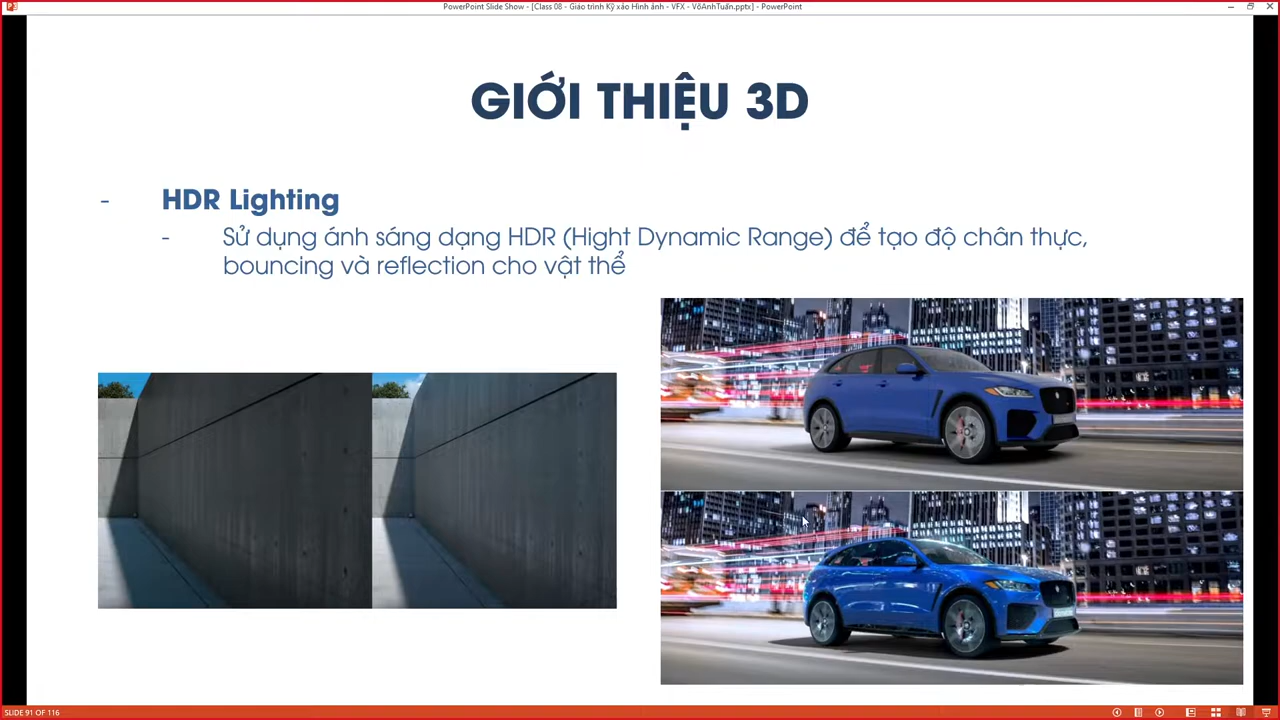 PowerPoint Slide Show - [Class 08 - Giáo trình Kỹ xảo Hình ảnh - VFX - VõAnhTuấn.pptx] - PowerPoint
GIỚI THIỆU 3D
- HDR Lighting
- Sử dụng ánh sáng dạng HDR (Hight Dynamic Range) để tạo độ chân thực,
bouncing và reflection cho vật thể
SLIDE 91 OF 116